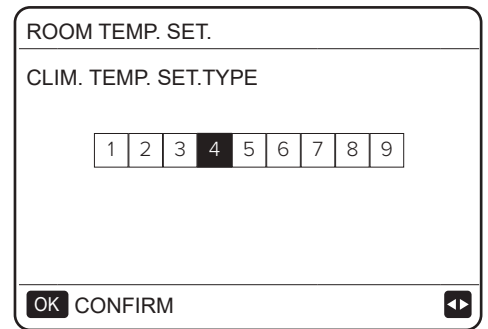 ROOM TEMP. SET.
CLIM. TEMP. SET.TYPE
1 2 3 4 5 6 7 8 9
OK CONFIRM